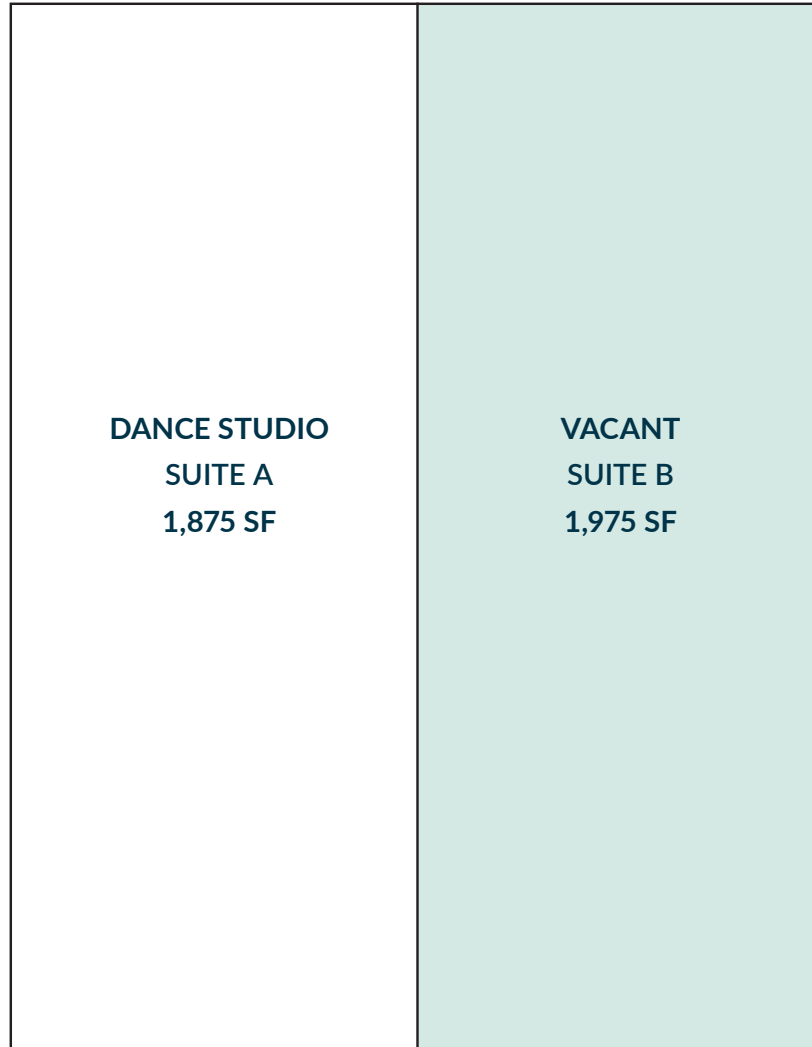 DANCE STUDIO
SUITE A
1,875 SF
VACANT
SUITE B
1,975 SF